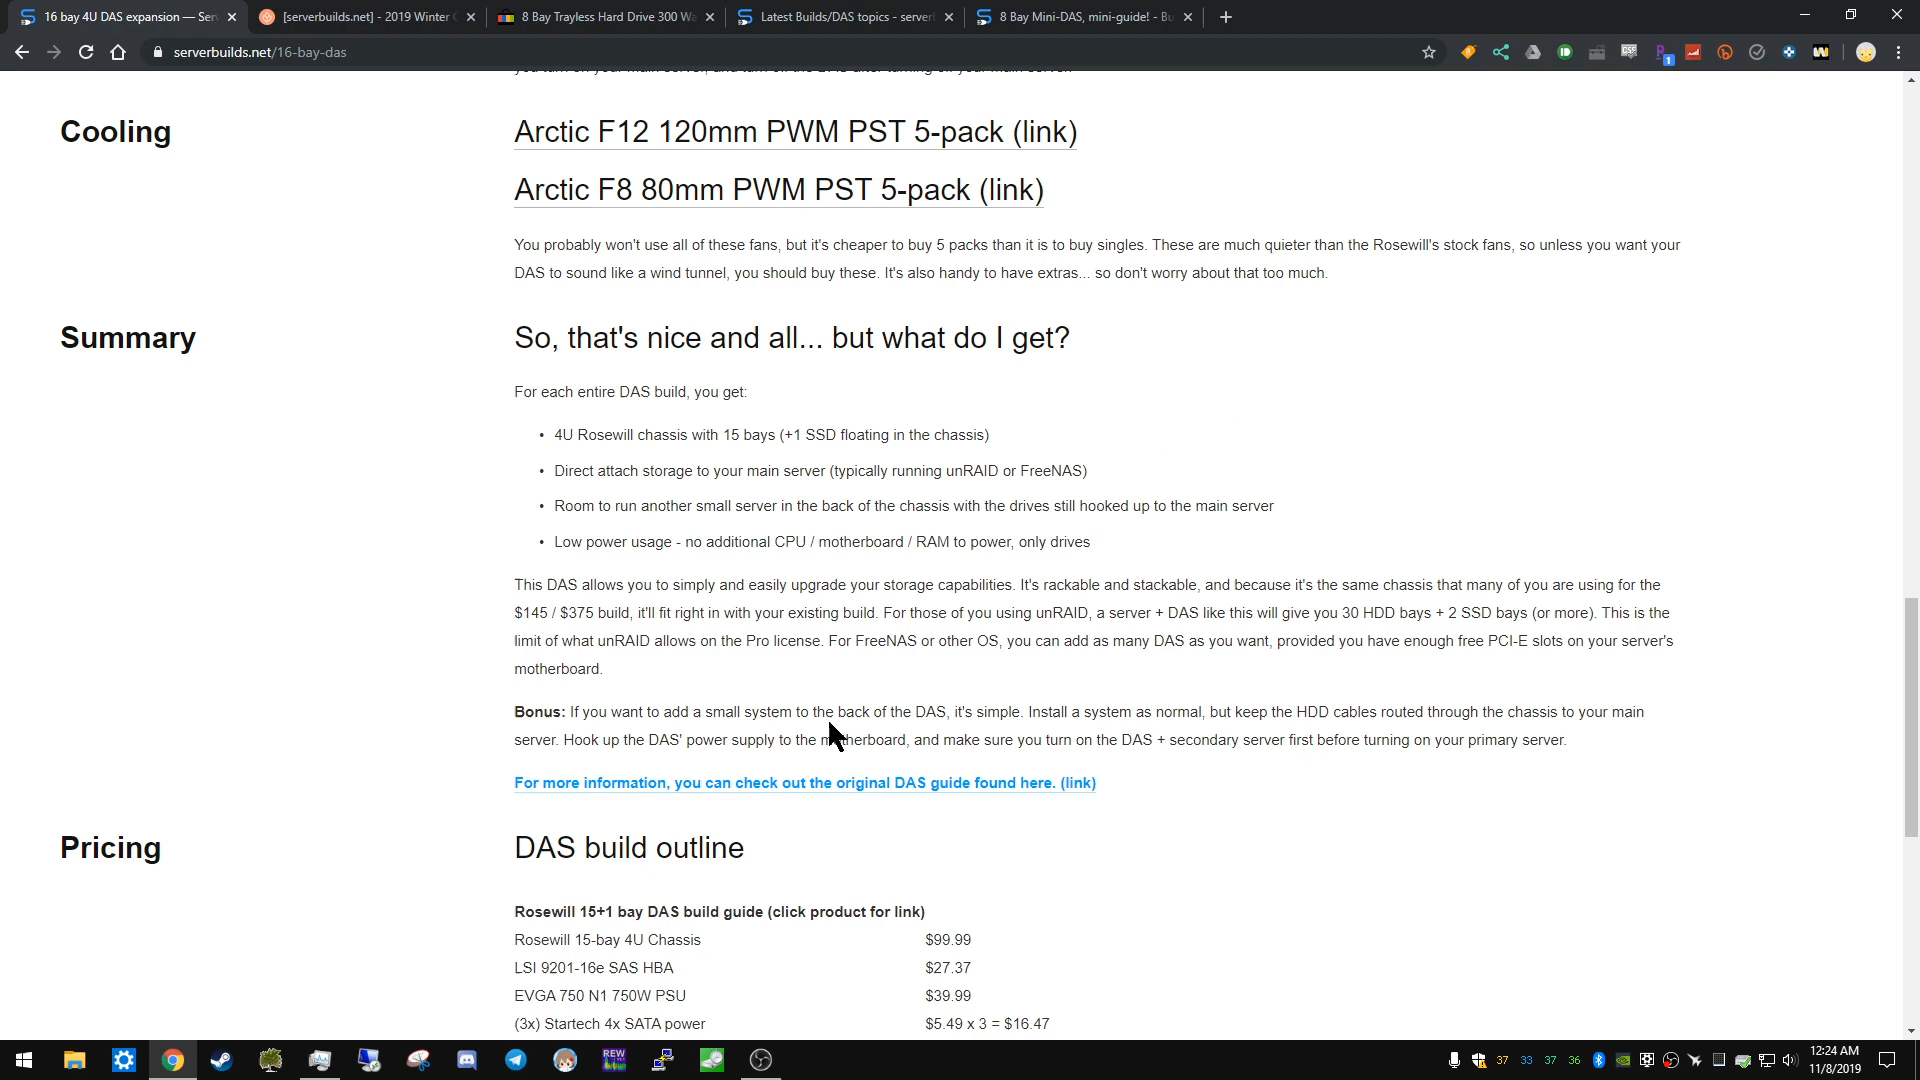 16 bay 4U DAS expansion — Ser
[serverbuilds.net] - 2019 Winter
8 Bay Trayless Hard Drive 300 Wa
Latest Builds/DAS topics - server
8 Bay Mini-DAS, mini-guide! - Bu
serverbuilds.net/16-bay-das
Cooling
Arctic F12 120mm PWM PST 5-pack (link)
Arctic F8 80mm PWM PST 5-pack (link)
You probably won't use all of these fans, but it's cheaper to buy 5 packs than it is to buy singles. These are much quieter than the Rosewill's stock fans, so unless you want your
DAS to sound like a wind tunnel, you should buy these. It's also handy to have extras... so don't worry about that too much.
Summary
So, that's nice and all... but what do I get?
For each entire DAS build, you get:
• 4U Rosewill chassis with 15 bays (+1 SSD floating in the chassis)
• Direct attach storage to your main server (typically running unRAID or FreeNAS)
• Room to run another small server in the back of the chassis with the drives still hooked up to the main server
• Low power usage - no additional CPU / motherboard / RAM to power, only drives
This DAS allows you to simply and easily upgrade your storage capabilities. It's rackable and stackable, and because it's the same chassis that many of you are using for the
$145 / $375 build, it'll fit right in with your existing build. For those of you using unRAID, a server + DAS like this will give you 30 HDD bays + 2 SSD bays (or more). This is the
limit of what unRAID allows on the Pro license. For FreeNAS or other OS, you can add as many DAS as you want, provided you have enough free PCI-E slots on your server's
motherboard.
Bonus: If you want to add a small system to the back of the DAS, it's simple. Install a system as normal, but keep the HDD cables routed through the chassis to your main
server. Hook up the DAS' power supply to the motherboard, and make sure you turn on the DAS + secondary server first before turning on your primary server.
For more information, you can check out the original DAS guide found here. (link)
Pricing
DAS build outline
Rosewill 15+1 bay DAS build guide (click product for link)
Rosewill 15-bay 4U Chassis $99.99
LSI 9201-16e SAS HBA $27.37
EVGA 750 N1 750W PSU $39.99
(3x) Startech 4x SATA power $5.49 x 3 = $16.47
REW
37 33 37 36
12:24 AM
11/8/2019